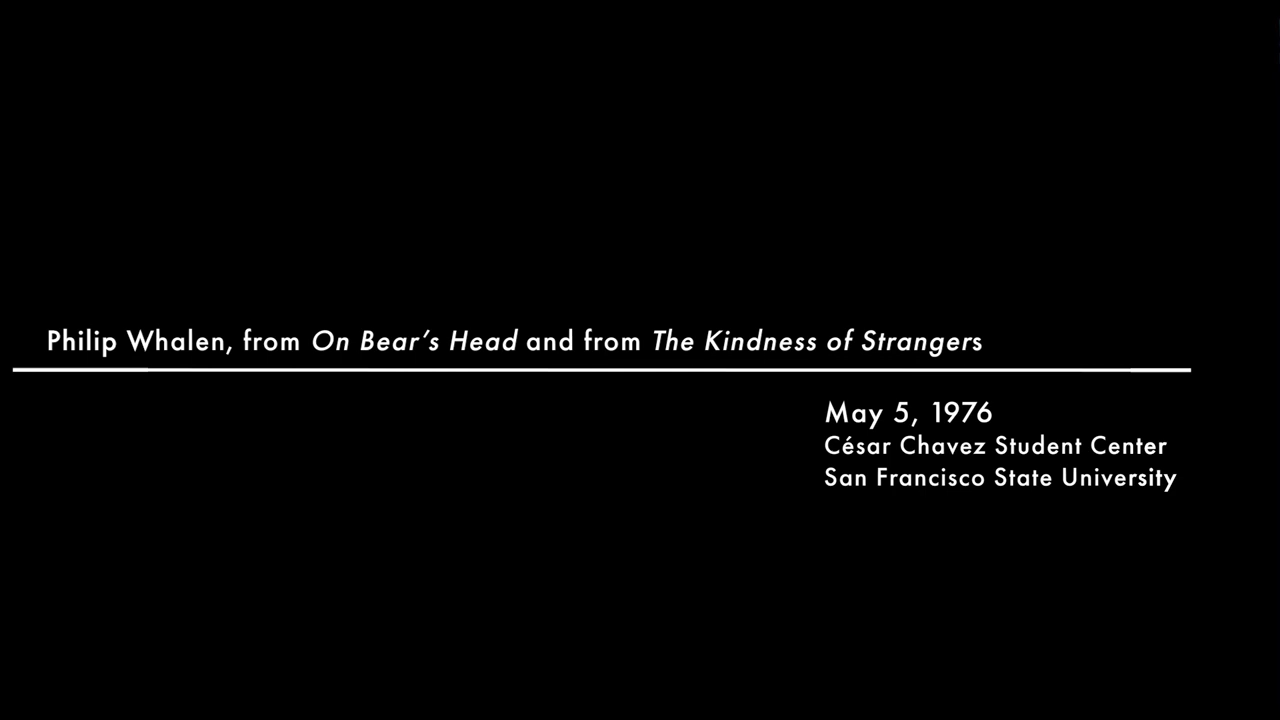 Philip Whalen, from On Bear’s Head and from The Kindness of Strangers
May 5, 1976
César Chavez Student Center
San Francisco State University